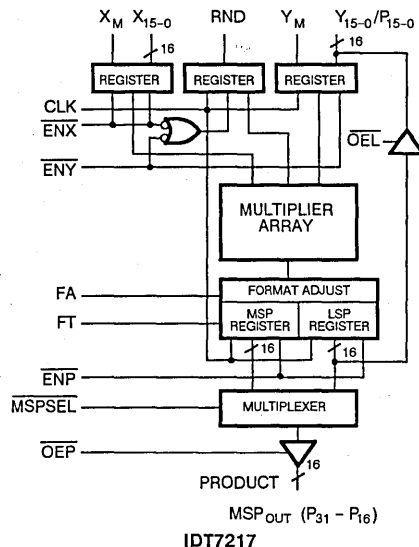 X_M X_15-0 RND Y_M Y_15-0/P_15-0
16 16
REGISTER REGISTER REGISTER
CLK
ENX
ENY
OEL
MULTIPLIER
ARRAY
FORMAT ADJUST
FA
MSP
REGISTER
LSP
REGISTER
FT
16 16
ENP
MSPSEL
MULTIPLEXER
OEP
16
PRODUCT
MSP_OUT (P_31 – P_16)
IDT7217